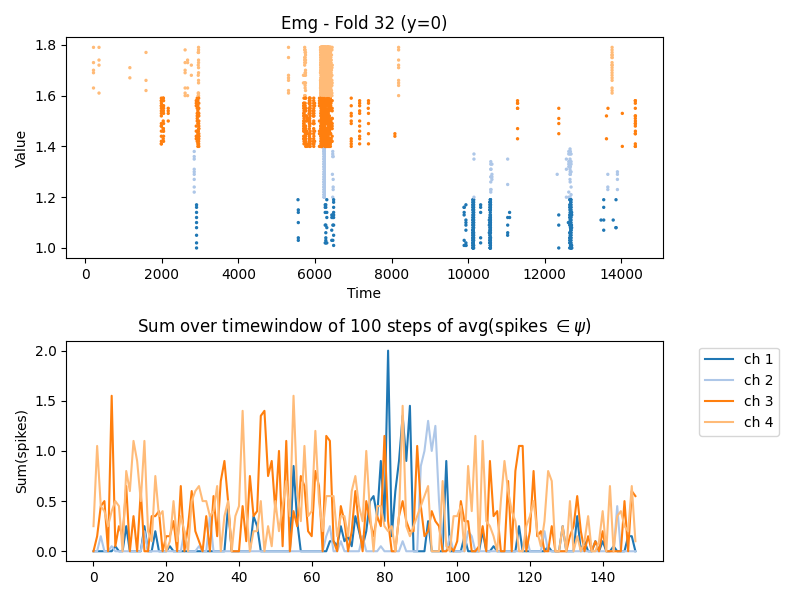 Emg - Fold 32 (y=0)
1.8
1.6
1.4
1.2
1.0
Value
0 2000 4000 6000 8000 10000 12000 14000
Time
Sum over timewindow of 100 steps of avg(spikes ∈ ψ)
2.0
1.5
1.0
0.5
0.0
Sum(spikes)
0 20 40 60 80 100 120 140
ch 1
ch 2
ch 3
ch 4